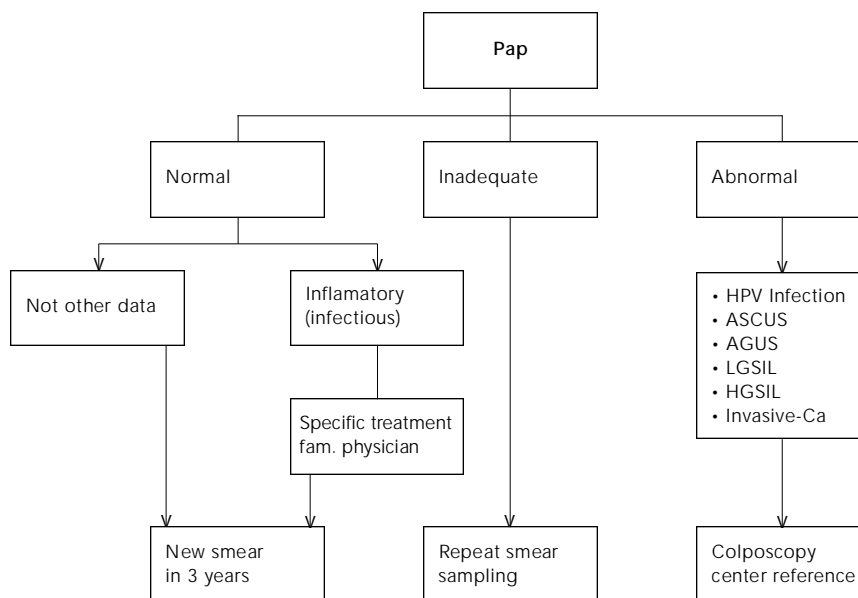 Pap
Normal
Inadequate
Abnormal
Not other data
Inflamatory
(infectious)
• HPV Infection
• ASCUS
• AGUS
• LGSIL
• HGSIL
• Invasive-Ca
Specific treatment
fam. physician
New smear
in 3 years
Repeat smear
sampling
Colposcopy
center reference